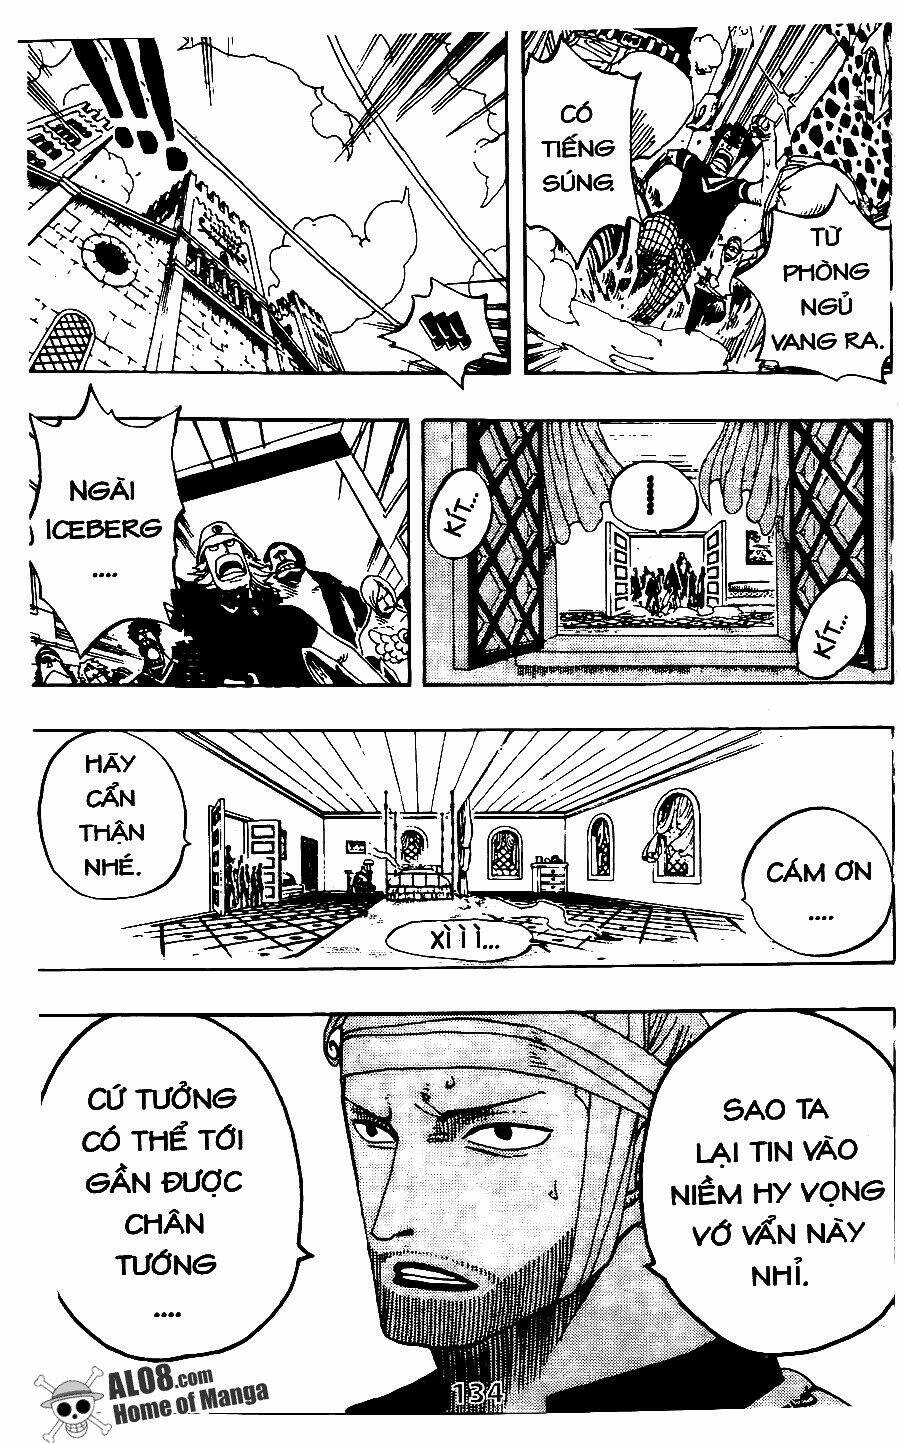 CÓ
TIẾNG
SÚNG.
TỪ
PHÒNG
NGỦ
VANG RA.
!!!
!!!!
NGÀI
ICEBERG
....
KÍT...
......
KÍT...
HÃY
CẨN
THẬN
NHÉ.
CÁM ƠN
....
XÌ Ì Ì...
CỨ TƯỞNG
CÓ THỂ TỚI
GẦN ĐƯỢC
CHÂN
TƯỚNG
....
SAO TA
LẠI TIN VÀO
NIỀM HY VỌNG
VỚ VẨN NÀY
NHỈ.
134
ALO8.com
Home of Manga